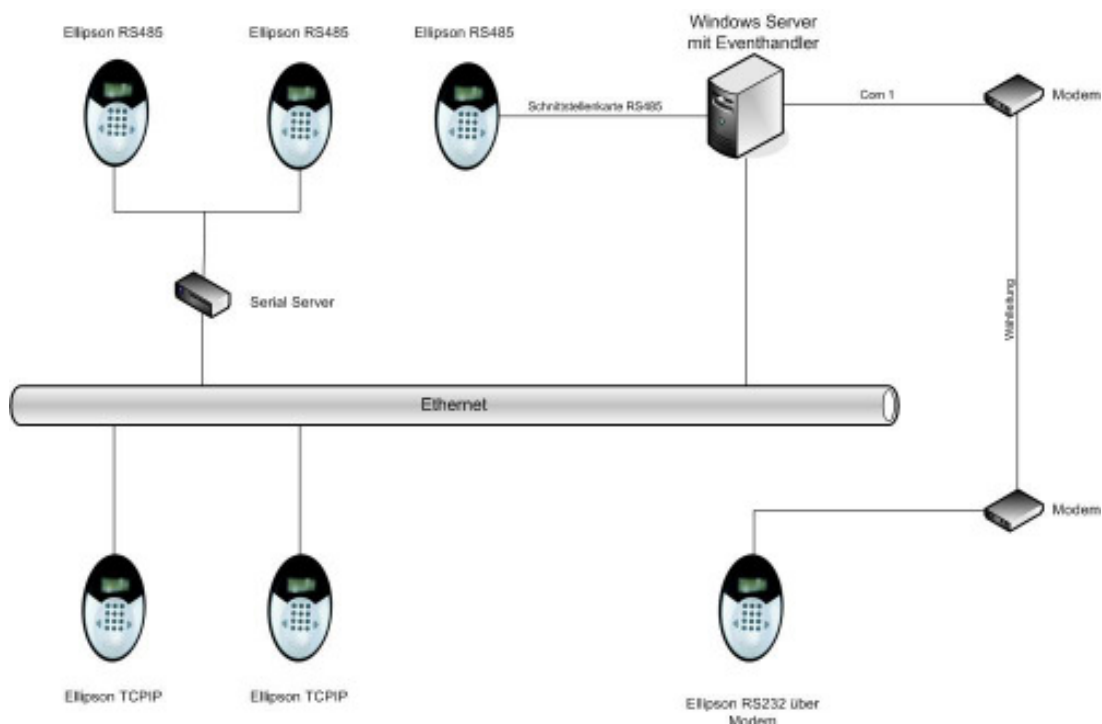 Ellipson RS485
Ellipson RS485
Ellipson RS485
Windows Server
mit Eventhandler
Schnittstellenkarte RS485
Com 1
Modem
Serial Server
Wahlleitung
Ethernet
Modem
Ellipson TCPIP
Ellipson TCPIP
Ellipson RS232 über
Modem